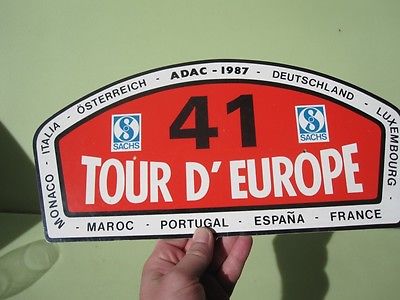 MONACO - ITALIA - ÖSTERREICH - ADAC - 1987 - DEUTSCHLAND - LUXEMBOURG -
41
SACHS
SACHS
TOUR D' EUROPE
- MAROC - PORTUGAL - ESPAÑA - FRANCE